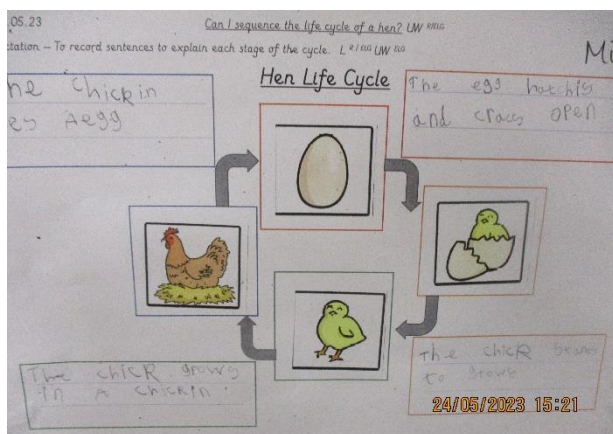 .05.23
Can I sequence the life cycle of a hen? UW
tation – To record sentences to explain each stage of the cycle. L UW
Mi
Hen Life Cycle
he chickin
es Aegg
The egg hatchis
and cracs open
The chick grows
in A chickin.
The chick
to grow
24/05/2023 15:21